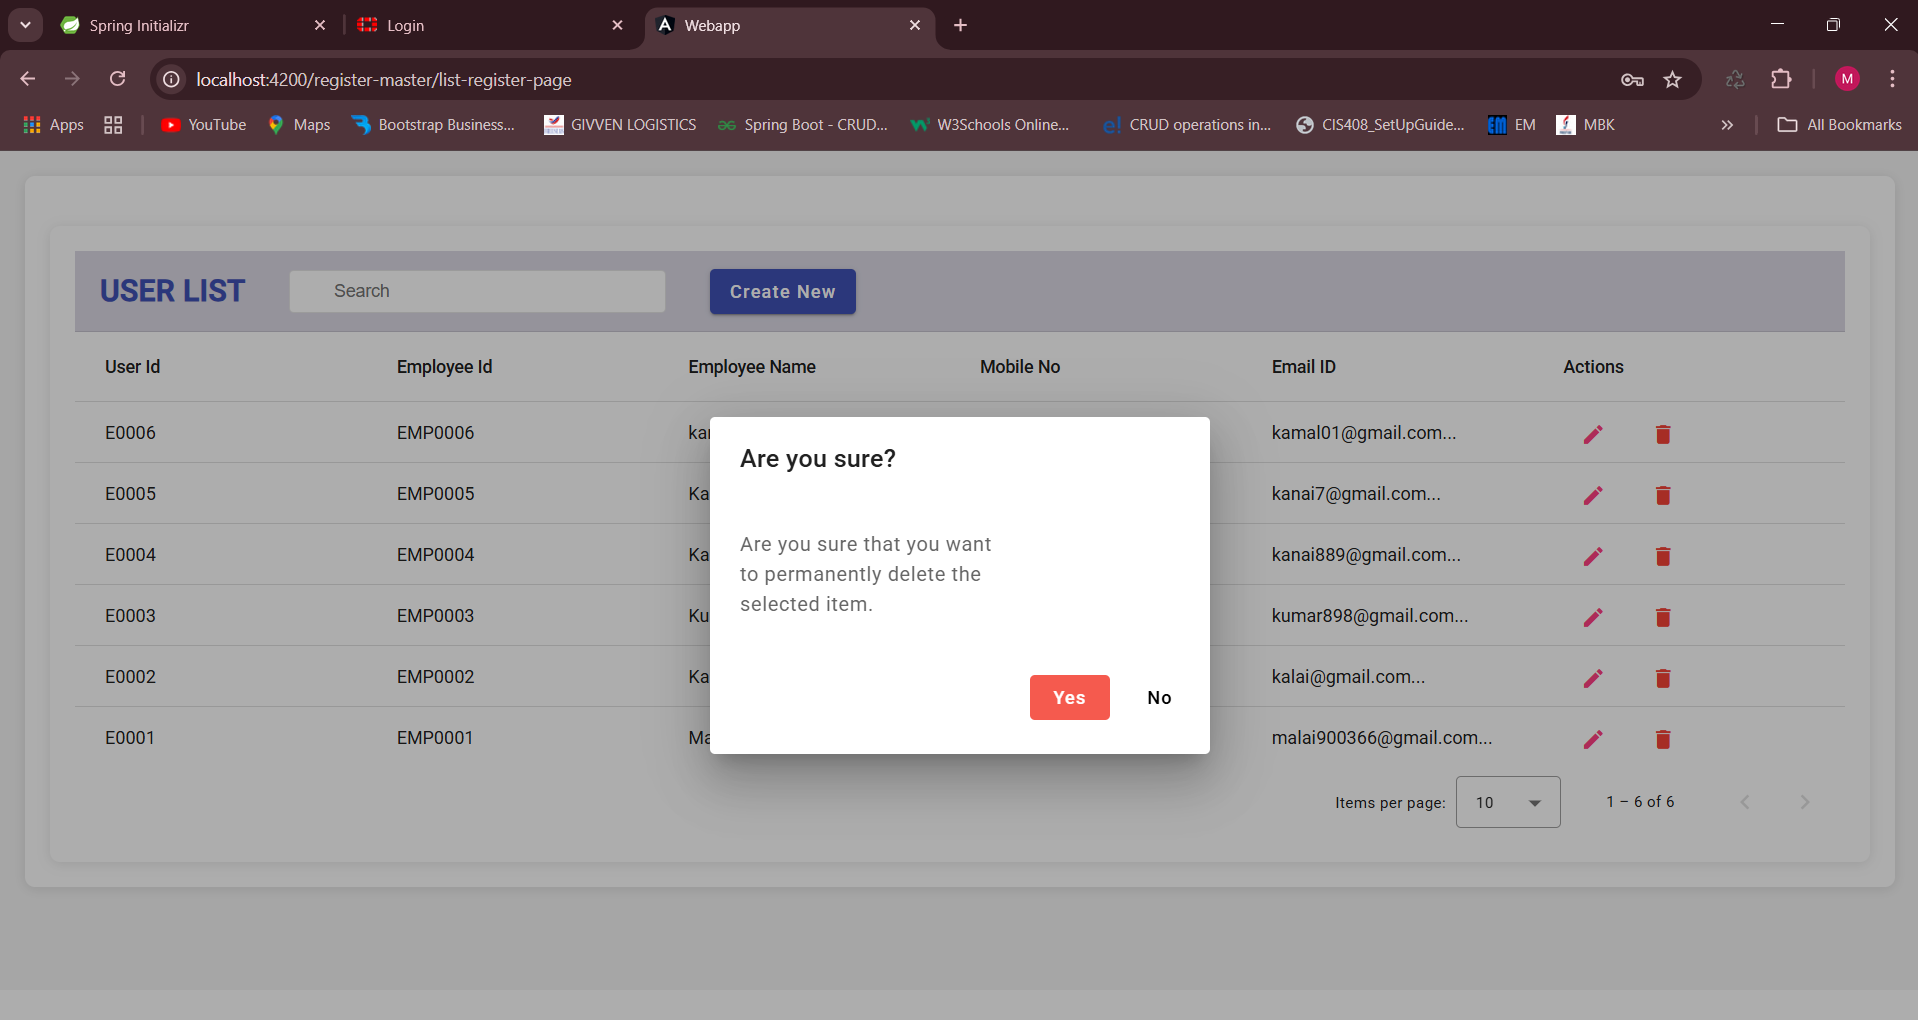 Spring Initializr
Login
Webapp
localhost:4200/register-master/list-register-page
M
Apps
YouTube
Maps
Bootstrap Business...
GIVVEN LOGISTICS
Spring Boot - CRUD...
W3Schools Online...
CRUD operations in...
CIS408_SetUpGuide...
EM
EM
MBK
All Bookmarks
USER LIST
Search
Create New
User Id Employee Id Employee Name Mobile No Email ID Actions
E0006 EMP0006 kamal01@gmail.com...
E0005 EMP0005 Ka kanai7@gmail.com...
E0004 EMP0004 Ka kanai889@gmail.com...
E0003 EMP0003 Ku kumar898@gmail.com...
E0002 EMP0002 Ka kalai@gmail.com...
E0001 EMP0001 Ma malai900366@gmail.com...
Are you sure?
Are you sure that you want
to permanently delete the
selected item.
Yes
No
Items per page: 10 1 – 6 of 6